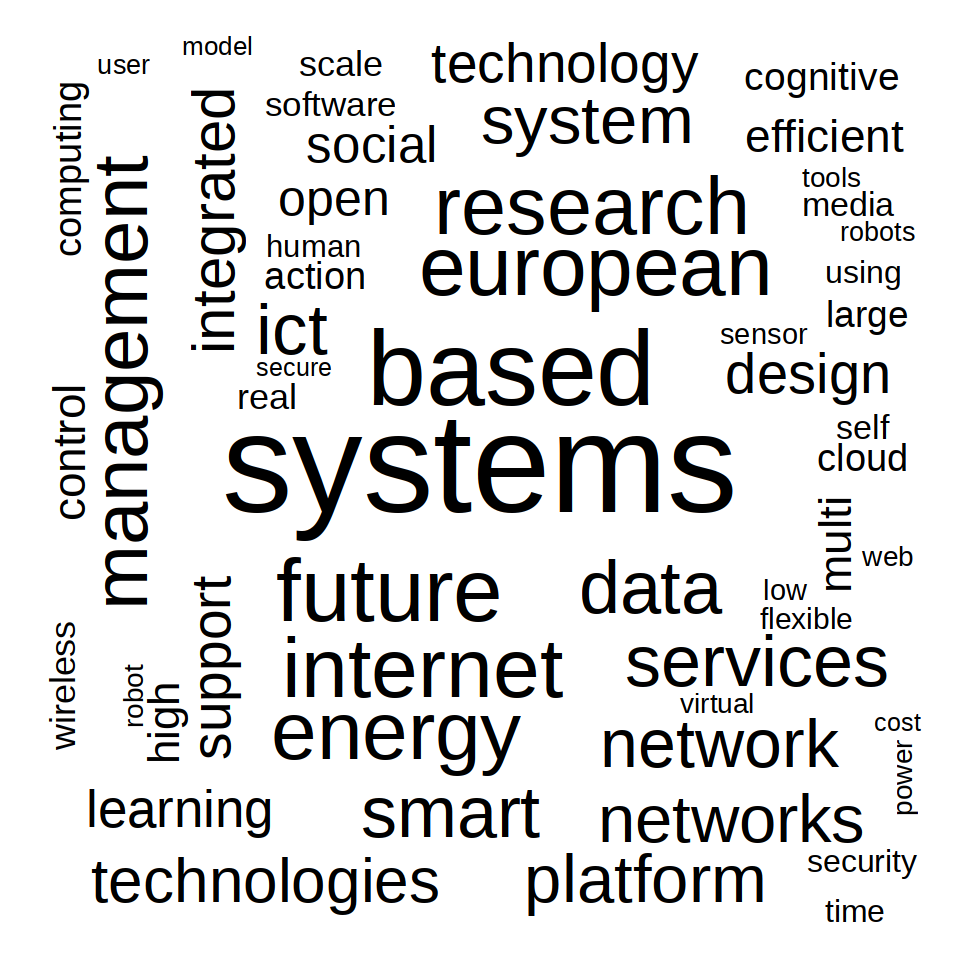 model
user
scale
technology
cognitive
software
system
social
efficient
computing
integrated
management
open
research
tools
media
robots
human
action
european
using
ict
large
sensor
based
secure
real
design
control
self
cloud
systems
multi
web
future
data
low
flexible
support
wireless
internet
services
robot
high
virtual
energy
network
cost
power
learning
smart
networks
technologies
platform
security
time